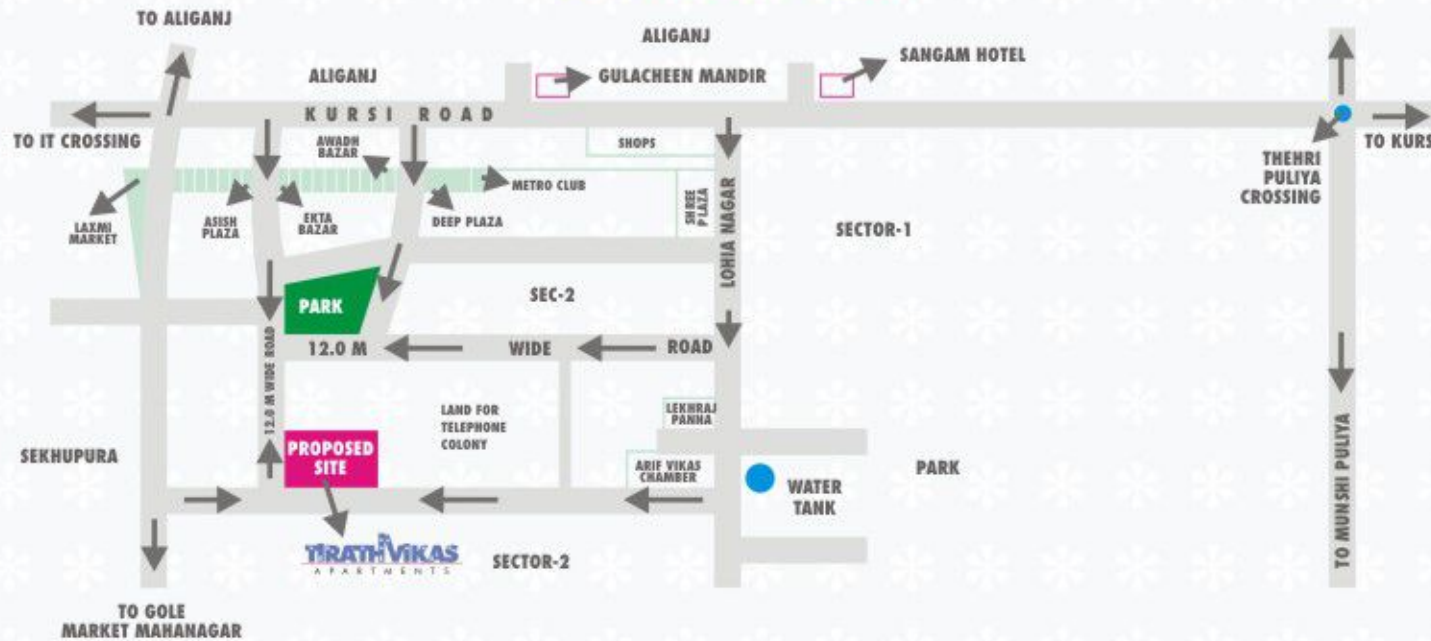 TO ALIGANJ
ALIGANJ
ALIGANJ
GULACHEEN MANDIR
SANGAM HOTEL
KURSI ROAD
TO IT CROSSING
TO KURS
THEHRI
PULIYA
CROSSING
AWADH
BAZAR
SHOPS
METRO CLUB
LAXMI
MARKET
ASISH
PLAZA
EKTA
BAZAR
DEEP PLAZA
SHREE
PLAZA
LOHIA NAGAR
SECTOR-1
PARK
SEC-2
12.0 M WIDE ROAD
12.0 M WIDE ROAD
LAND FOR
TELEPHONE
COLONY
LEKHRAJ
PANHA
SEKHUPURA
PROPOSED
SITE
ARIF VIKAS
CHAMBER
WATER
TANK
PARK
TO MUNSHI PULIYA
TIRATH VIKAS
APARTMENTS
SECTOR-2
TO GOLE
MARKET MAHANAGAR